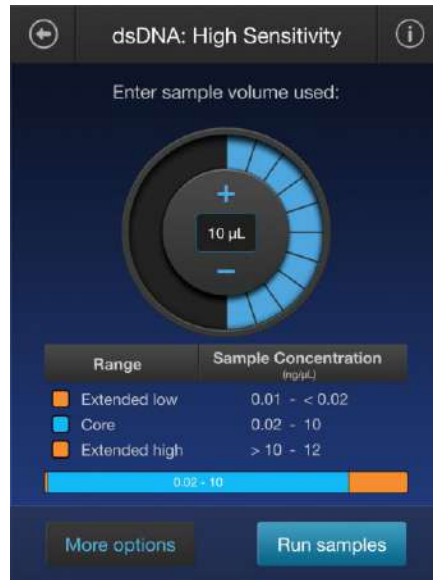 dsDNA: High Sensitivity
i
Enter sample volume used:
+
10 µL
−
Range Sample Concentration
(ng/µL)
Extended low 0.01 - < 0.02
Core 0.02 - 10
Extended high > 10 - 12
0.02 - 10
More options Run samples